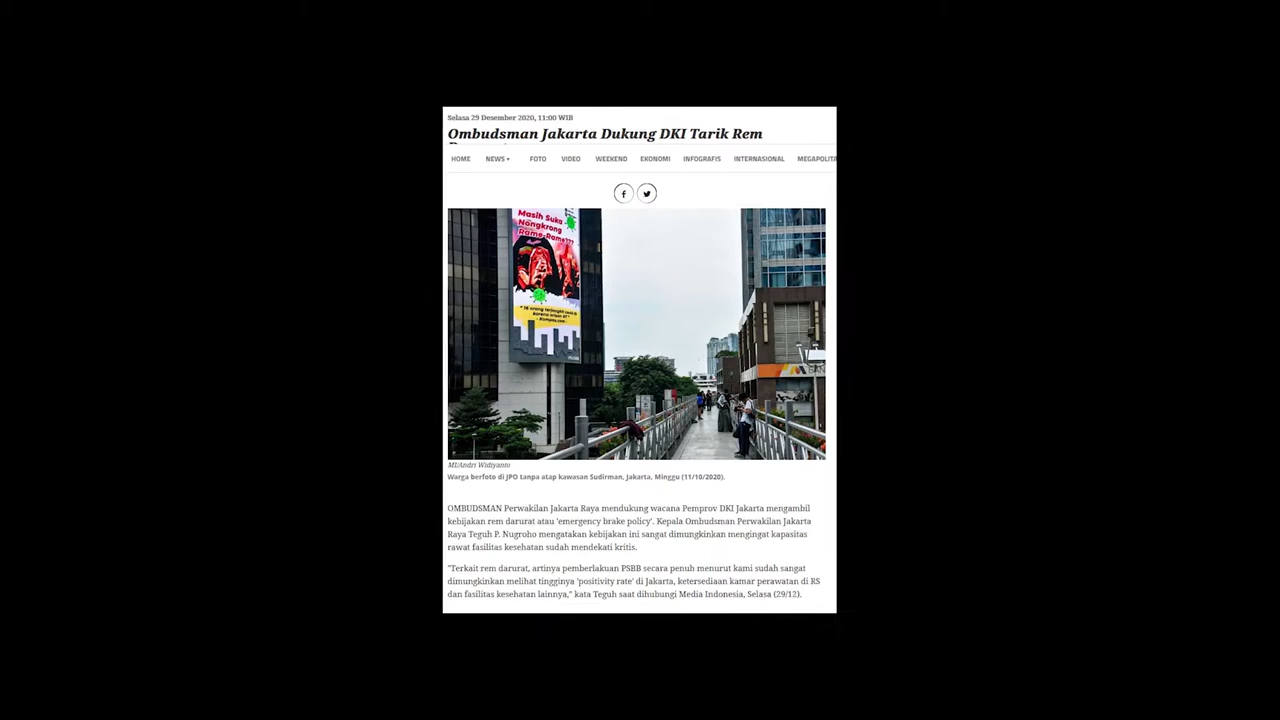 Selasa 29 Desember 2020, 11:00 WIB
Ombudsman Jakarta Dukung DKI Tarik Rem
HOME NEWS FOTO VIDEO WEEKEND EKONOMI INFOGRAFIS INTERNASIONAL MEGAPOLITA
Masih Suka
Nongkrong
Rame-Rame???
karena
- Kompas.com -
MI/Andri Widiyanto
Warga berfoto di JPO tanpa atap kawasan Sudirman, Jakarta, Minggu (11/10/2020).
OMBUDSMAN Perwakilan Jakarta Raya mendukung wacana Pemprov DKI Jakarta mengambil
kebijakan rem darurat atau 'emergency brake policy'. Kepala Ombudsman Perwakilan Jakarta
Raya Teguh P. Nugroho mengatakan kebijakan ini sangat dimungkinkan mengingat kapasitas
rawat fasilitas kesehatan sudah mendekati kritis.
"Terkait rem darurat, artinya pemberlakuan PSBB secara penuh menurut kami sudah sangat
dimungkinkan melihat tingginya 'positivity rate' di Jakarta, ketersediaan kamar perawatan di RS
dan fasilitas kesehatan lainnya," kata Teguh saat dihubungi Media Indonesia, Selasa (29/12).